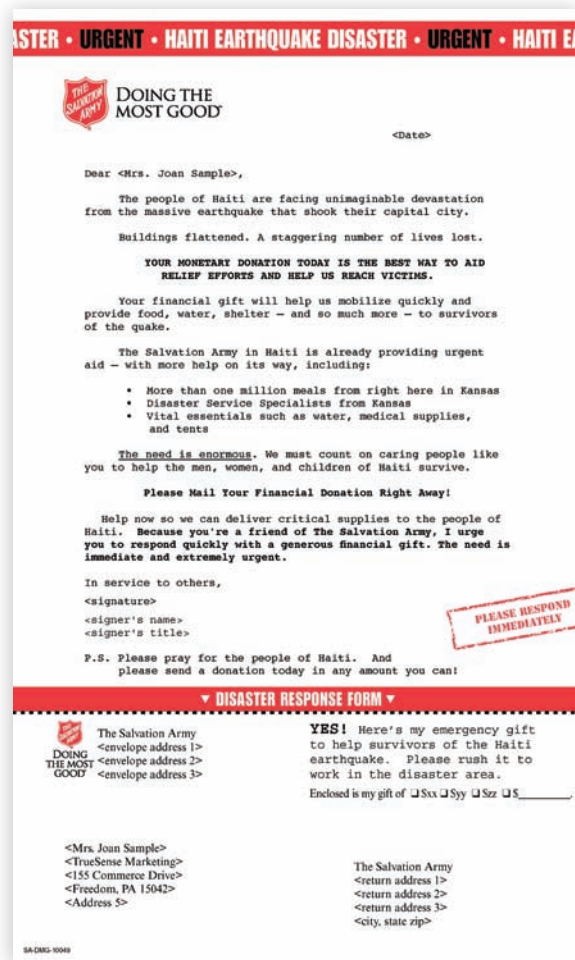 ASTER • URGENT • HAITI EARTHQUAKE DISASTER • URGENT • HAITI EA
THE
SALVATION
ARMY
DOING THE
MOST GOOD
<Date>
Dear <Mrs. Joan Sample>,
The people of Haiti are facing unimaginable devastation
from the massive earthquake that shook their capital city.
Buildings flattened. A staggering number of lives lost.
YOUR MONETARY DONATION TODAY IS THE BEST WAY TO AID
RELIEF EFFORTS AND HELP US REACH VICTIMS.
Your financial gift will help us mobilize quickly and
provide food, water, shelter — and so much more — to survivors
of the quake.
The Salvation Army in Haiti is already providing urgent
aid — with more help on its way, including:
• More than one million meals from right here in Kansas
• Disaster Service Specialists from Kansas
• Vital essentials such as water, medical supplies,
and tents
The need is enormous. We must count on caring people like
you to help the men, women, and children of Haiti survive.
Please Mail Your Financial Donation Right Away!
Help now so we can deliver critical supplies to the people of
Haiti. Because you're a friend of The Salvation Army, I urge
you to respond quickly with a generous financial gift. The need is
immediate and extremely urgent.
In service to others,
<signature>
<signer's name>
<signer's title>
PLEASE RESPOND
IMMEDIATELY
P.S. Please pray for the people of Haiti. And
please send a donation today in any amount you can!
▼ DISASTER RESPONSE FORM ▼
THE
SALVATION
ARMY
DOING
THE MOST
GOOD
The Salvation Army
<envelope address 1>
<envelope address 2>
<envelope address 3>
YES! Here's my emergency gift
to help survivors of the Haiti
earthquake. Please rush it to
work in the disaster area.
Enclosed is my gift of ❑ $xx ❑ $yy ❑ $zz ❑ $________.
<Mrs. Joan Sample>
<TrueSense Marketing>
<155 Commerce Drive>
<Freedom, PA 15042>
<Address 5>
The Salvation Army
<return address 1>
<return address 2>
<return address 3>
<city, state zip>
SA-DMG-10049